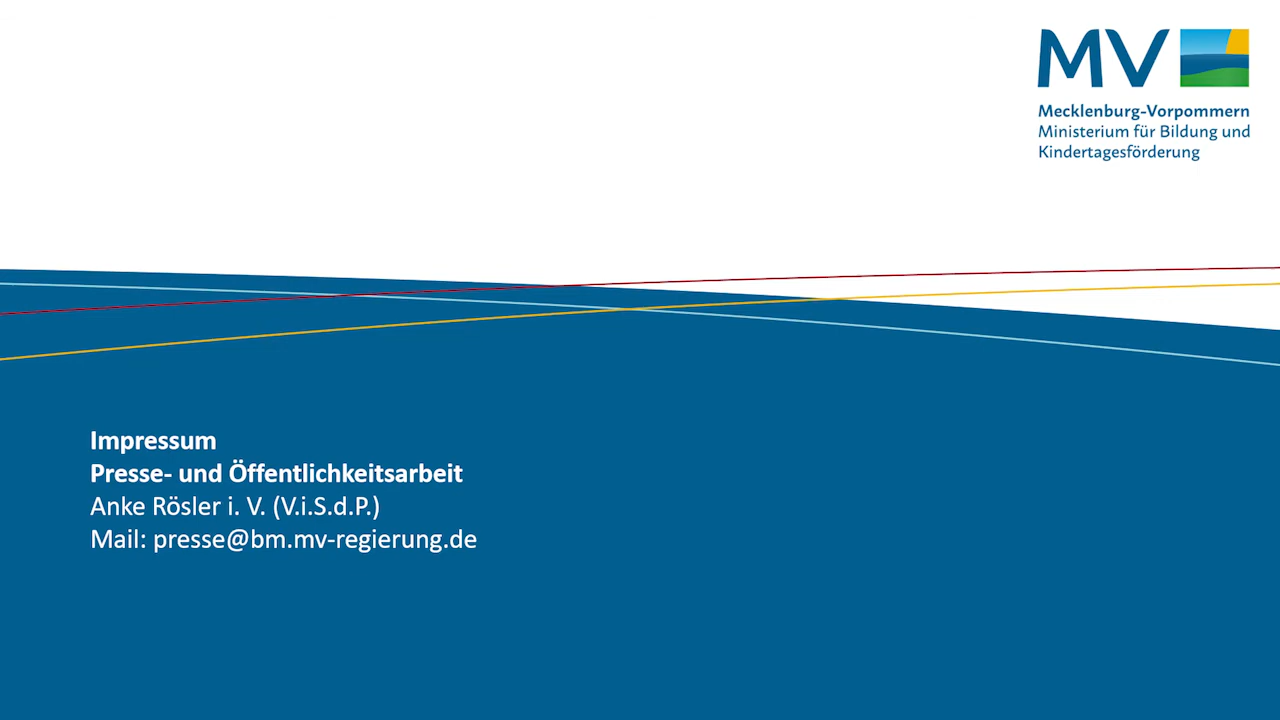 MV
Mecklenburg-Vorpommern
Ministerium für Bildung und
Kindertagesförderung
Impressum
Presse- und Öffentlichkeitsarbeit
Anke Rösler i. V. (V.i.S.d.P.)
Mail: presse@bm.mv-regierung.de